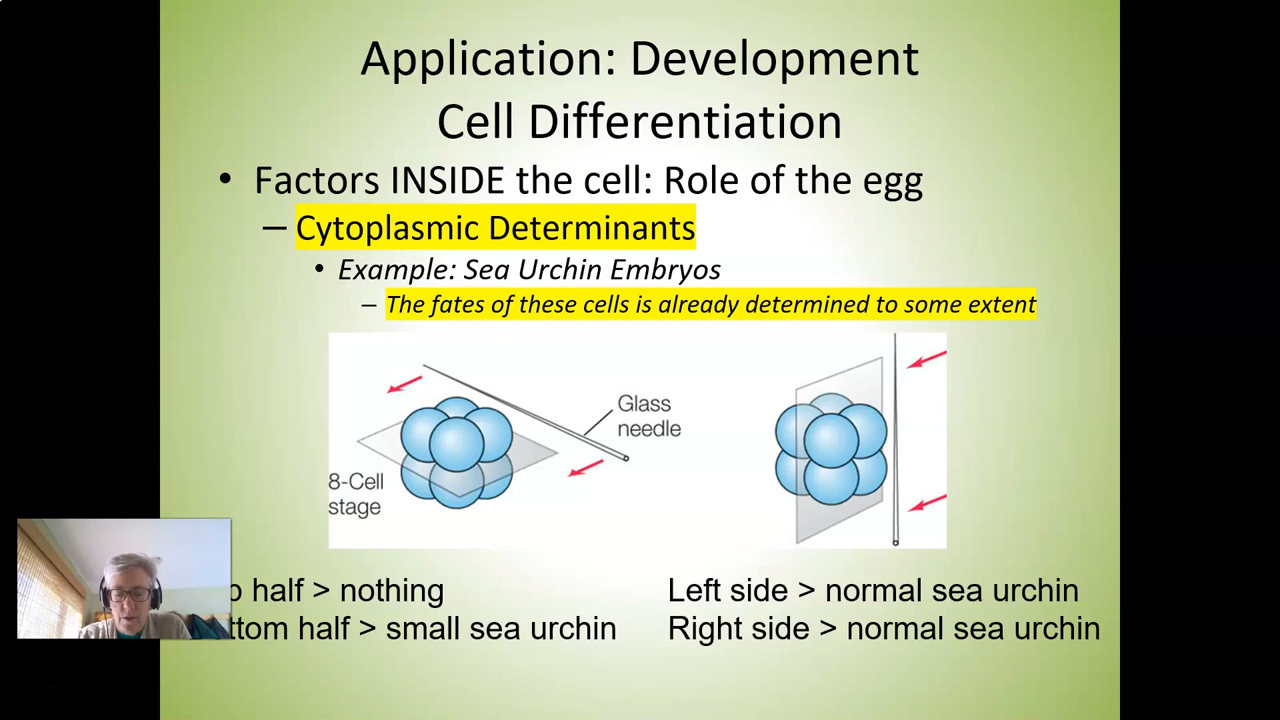 Application: Development
Cell Differentiation
• Factors INSIDE the cell: Role of the egg
– Cytoplasmic Determinants
• Example: Sea Urchin Embryos
– The fates of these cells is already determined to some extent
Glass
needle
8-Cell
stage
half > nothing
half > small sea urchin
Left side > normal sea urchin
Right side > normal sea urchin